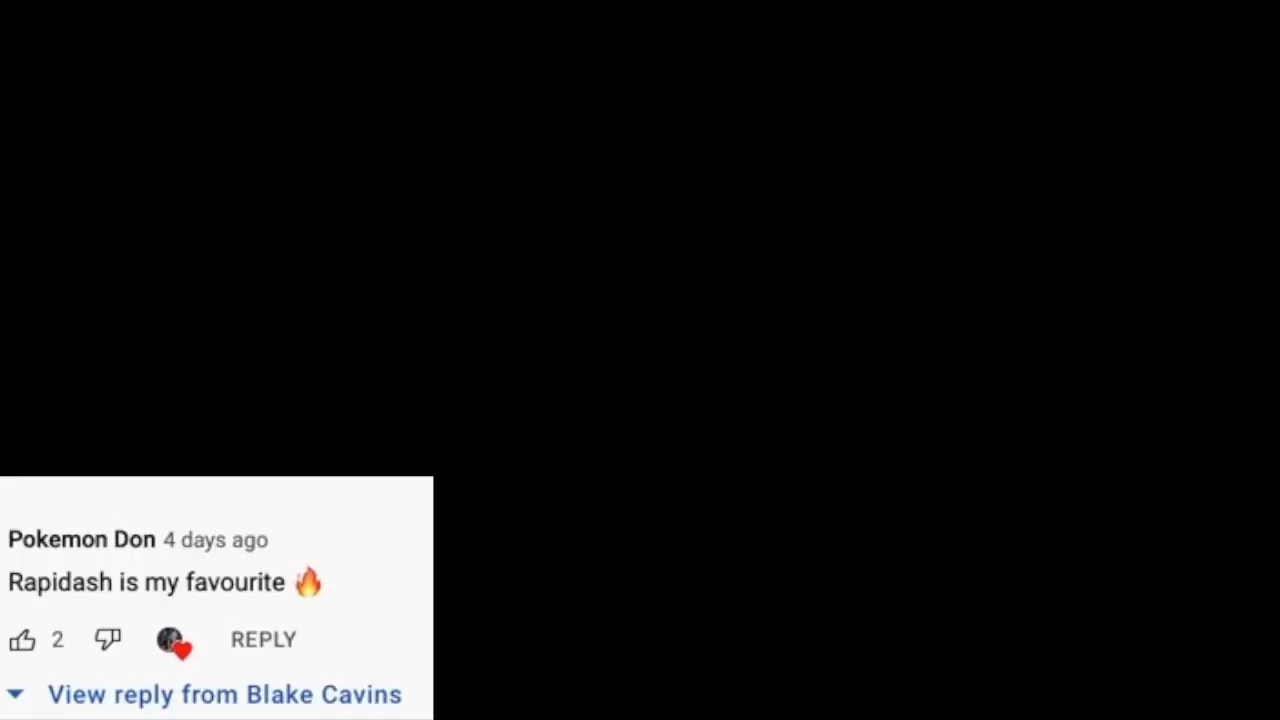 Pokemon Don 4 days ago
Rapidash is my favourite 🔥
2 REPLY
View reply from Blake Cavins